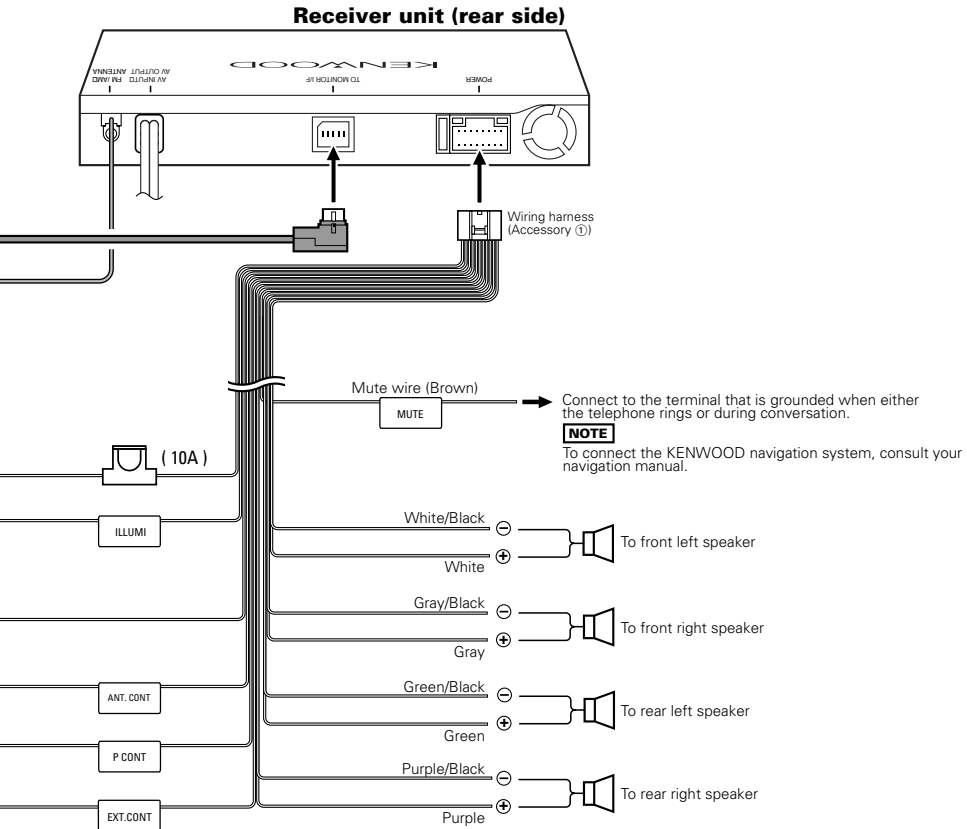 Receiver unit (rear side)
KENWOOD
FM /AM
ANTENNA
AV INPUT
AV OUTPUT
TO MONITOR I/F
POWER
Wiring harness
(Accessory ①)
Mute wire (Brown)
MUTE
Connect to the terminal that is grounded when either
the telephone rings or during conversation.
NOTE
To connect the KENWOOD navigation system, consult your
navigation manual.
( 10A )
ILLUMI
White/Black
⊖
To front left speaker
⊕
White
Gray/Black
⊖
To front right speaker
⊕
Gray
ANT. CONT
Green/Black
⊖
To rear left speaker
⊕
Green
P CONT
Purple/Black
⊖
To rear right speaker
⊕
Purple
EXT.CONT